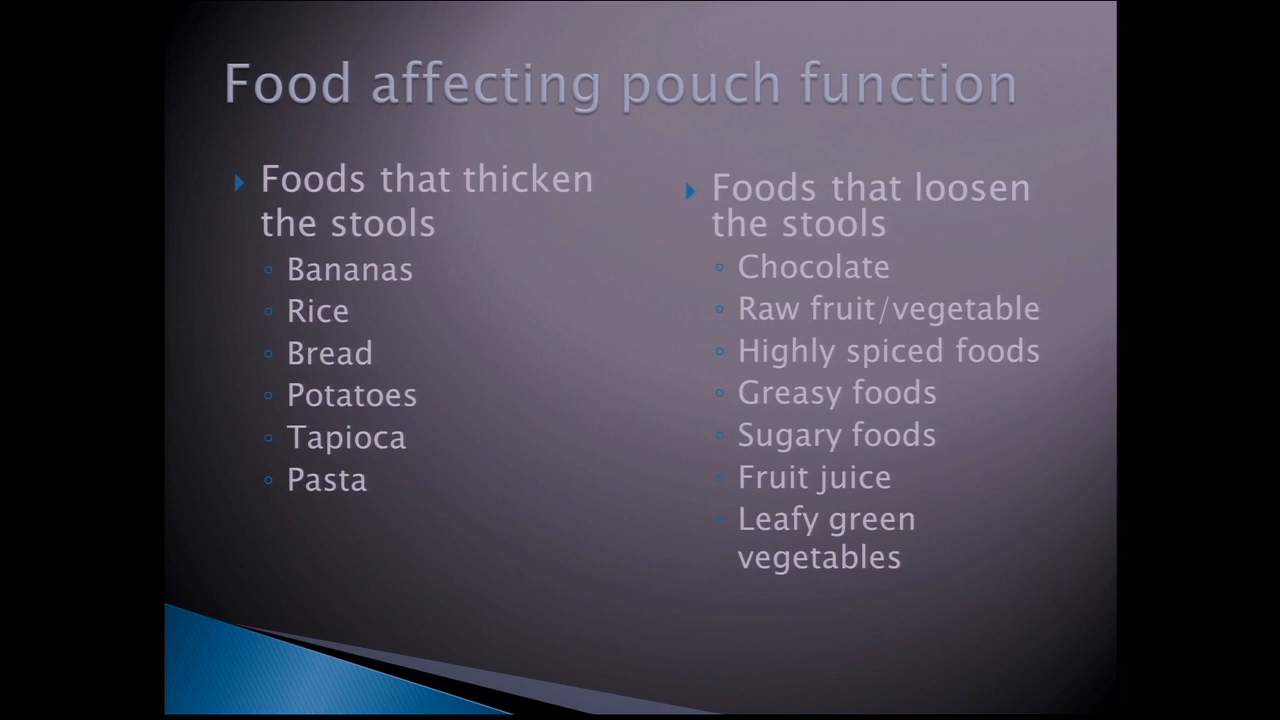 Food affecting pouch function
Foods that thicken
the stools
Bananas
Rice
Bread
Potatoes
Tapioca
Pasta
Foods that loosen
the stools
Chocolate
Raw fruit/vegetable
Highly spiced foods
Greasy foods
Sugary foods
Fruit juice
Leafy green
vegetables